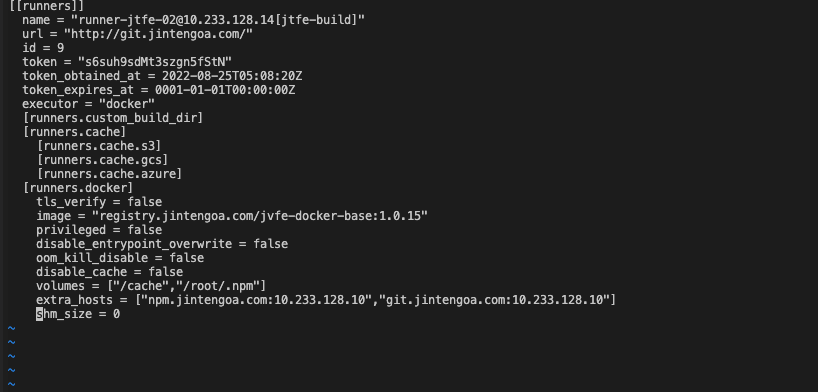 [[runners]]
name = "runner-jtfe-02@10.233.128.14[jtfe-build]"
url = "http://git.jintengoa.com/"
id = 9
token = "s6suh9sdMt3szgn5fStN"
token_obtained_at = 2022-08-25T05:08:20Z
token_expires_at = 0001-01-01T00:00:00Z
executor = "docker"
[runners.custom_build_dir]
[runners.cache]
[runners.cache.s3]
[runners.cache.gcs]
[runners.cache.azure]
[runners.docker]
tls_verify = false
image = "registry.jintengoa.com/jvfe-docker-base:1.0.15"
privileged = false
disable_entrypoint_overwrite = false
oom_kill_disable = false
disable_cache = false
volumes = ["/cache","/root/.npm"]
extra_hosts = ["npm.jintengoa.com:10.233.128.10","git.jintengoa.com:10.233.128.10"]
shm_size = 0
~
~
~
~
~